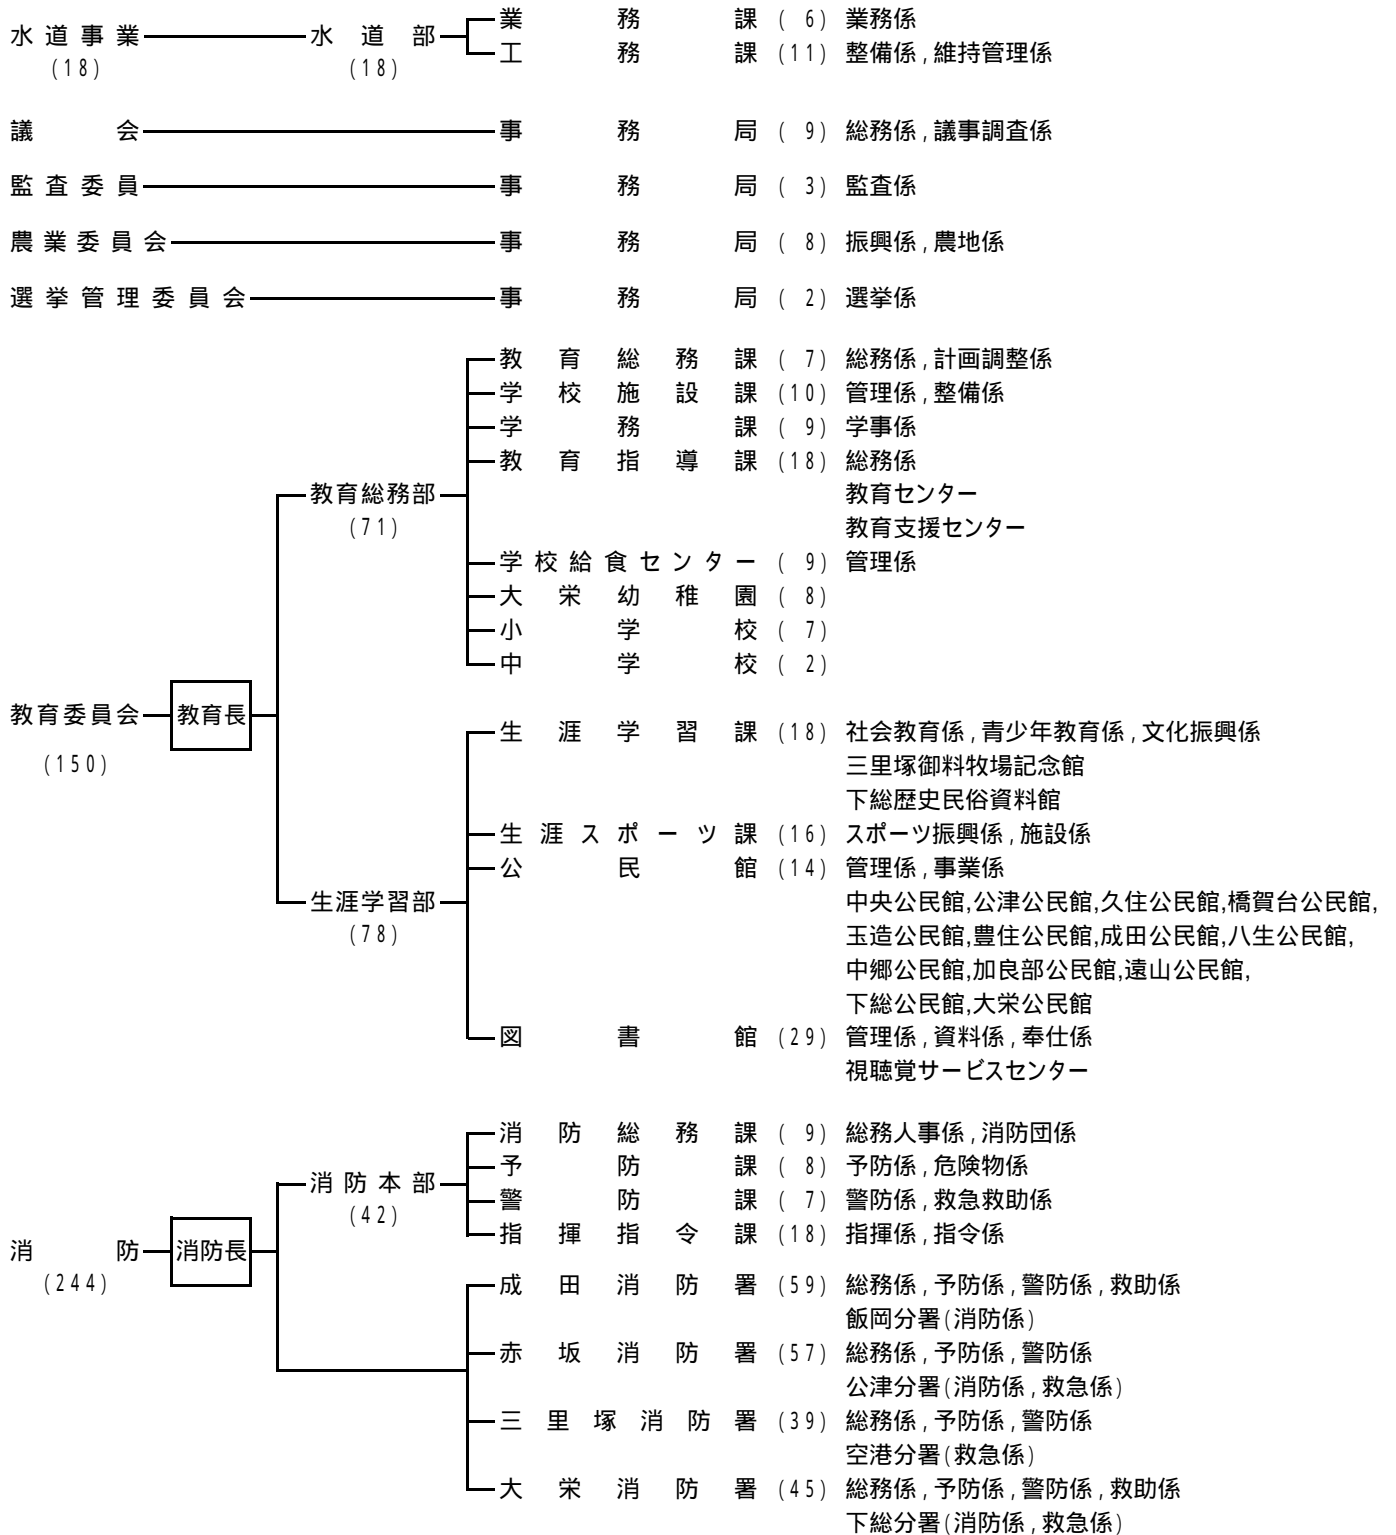 業務課 ( 6) 業務係
水道事業 水道部
工務課 (11) 整備係,維持管理係
(18) (18)
議会 事務局 ( 9) 総務係,議事調査係
監査委員 事務局 ( 3) 監査係
農業委員会 事務局 ( 8) 振興係,農地係
選挙管理委員会 事務局 ( 2) 選挙係
教育総務課 ( 7) 総務係,計画調整係
学校施設課 (10) 管理係,整備係
学務課 ( 9) 学事係
教育指導課 (18) 総務係
教育総務部 教育センター
(71) 教育支援センター
学校給食センター ( 9) 管理係
大栄幼稚園 ( 8)
小学校 ( 7)
中学校 ( 2)
教育委員会 教育長
生涯学習課 (18) 社会教育係,青少年教育係,文化振興係
(150) 三里塚御料牧場記念館
下総歴史民俗資料館
生涯スポーツ課 (16) スポーツ振興係,施設係
公民館 (14) 管理係,事業係
生涯学習部 中央公民館,公津公民館,久住公民館,橋賀台公民館,
(78) 玉造公民館,豊住公民館,成田公民館,八生公民館,
中郷公民館,加良部公民館,遠山公民館,
下総公民館,大栄公民館
図書館 (29) 管理係,資料係,奉仕係
視聴覚サービスセンター
消防総務課 ( 9) 総務人事係,消防団係
予防課 ( 8) 予防係,危険物係
消防本部
警防課 ( 7) 警防係,救急救助係
(42)
指揮指令課 (18) 指揮係,指令係
消防 消防長
(244)
成田消防署 (59) 総務係,予防係,警防係,救助係
飯岡分署(消防係)
赤坂消防署 (57) 総務係,予防係,警防係
公津分署(消防係,救急係)
三里塚消防署 (39) 総務係,予防係,警防係
空港分署(救急係)
大栄消防署 (45) 総務係,予防係,警防係,救助係
下総分署(消防係,救急係)